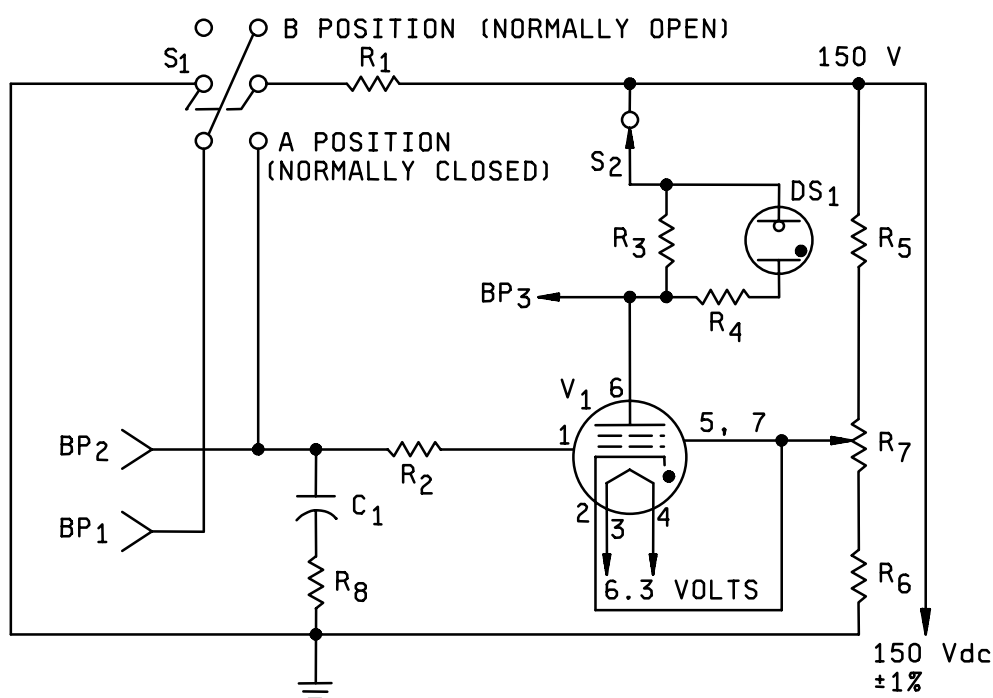 B POSITION (NORMALLY OPEN)
S1
R1
150 V
A POSITION
(NORMALLY CLOSED)
S2
DS1
R3
R5
BP3
R4
V1
6
5, 7
1
BP2
R2
R7
C1
2
3
4
BP1
R8
6.3 VOLTS
R6
150 Vdc
±1%